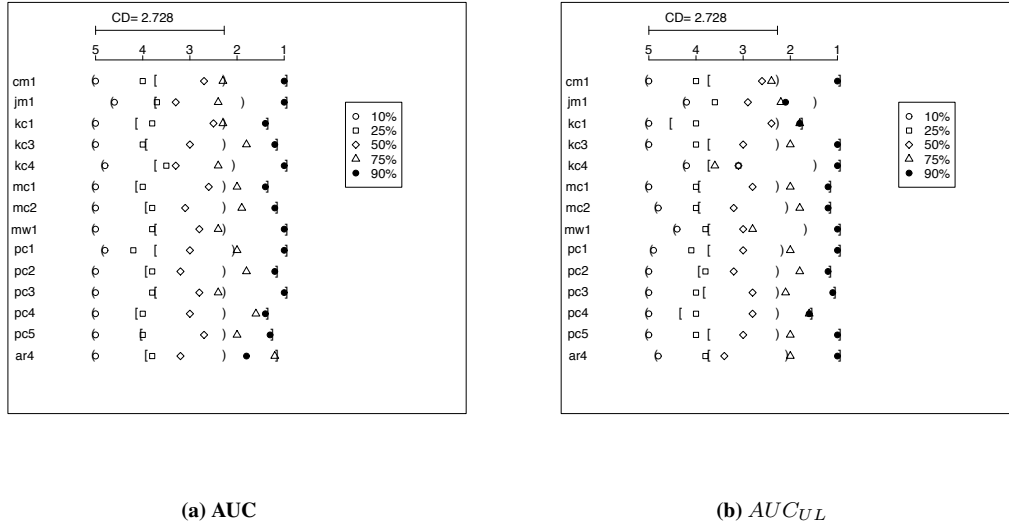 CD= 2.728
5 4 3 2 1
cm1
jm1
kc1
kc3
kc4
mc1
mc2
mw1
pc1
pc2
pc3
pc4
pc5
ar4
10%
25%
50%
75%
90%
(a) AUC
CD= 2.728
5 4 3 2 1
cm1
jm1
kc1
kc3
kc4
mc1
mc2
mw1
pc1
pc2
pc3
pc4
pc5
ar4
10%
25%
50%
75%
90%
(b) AUC_{UL}